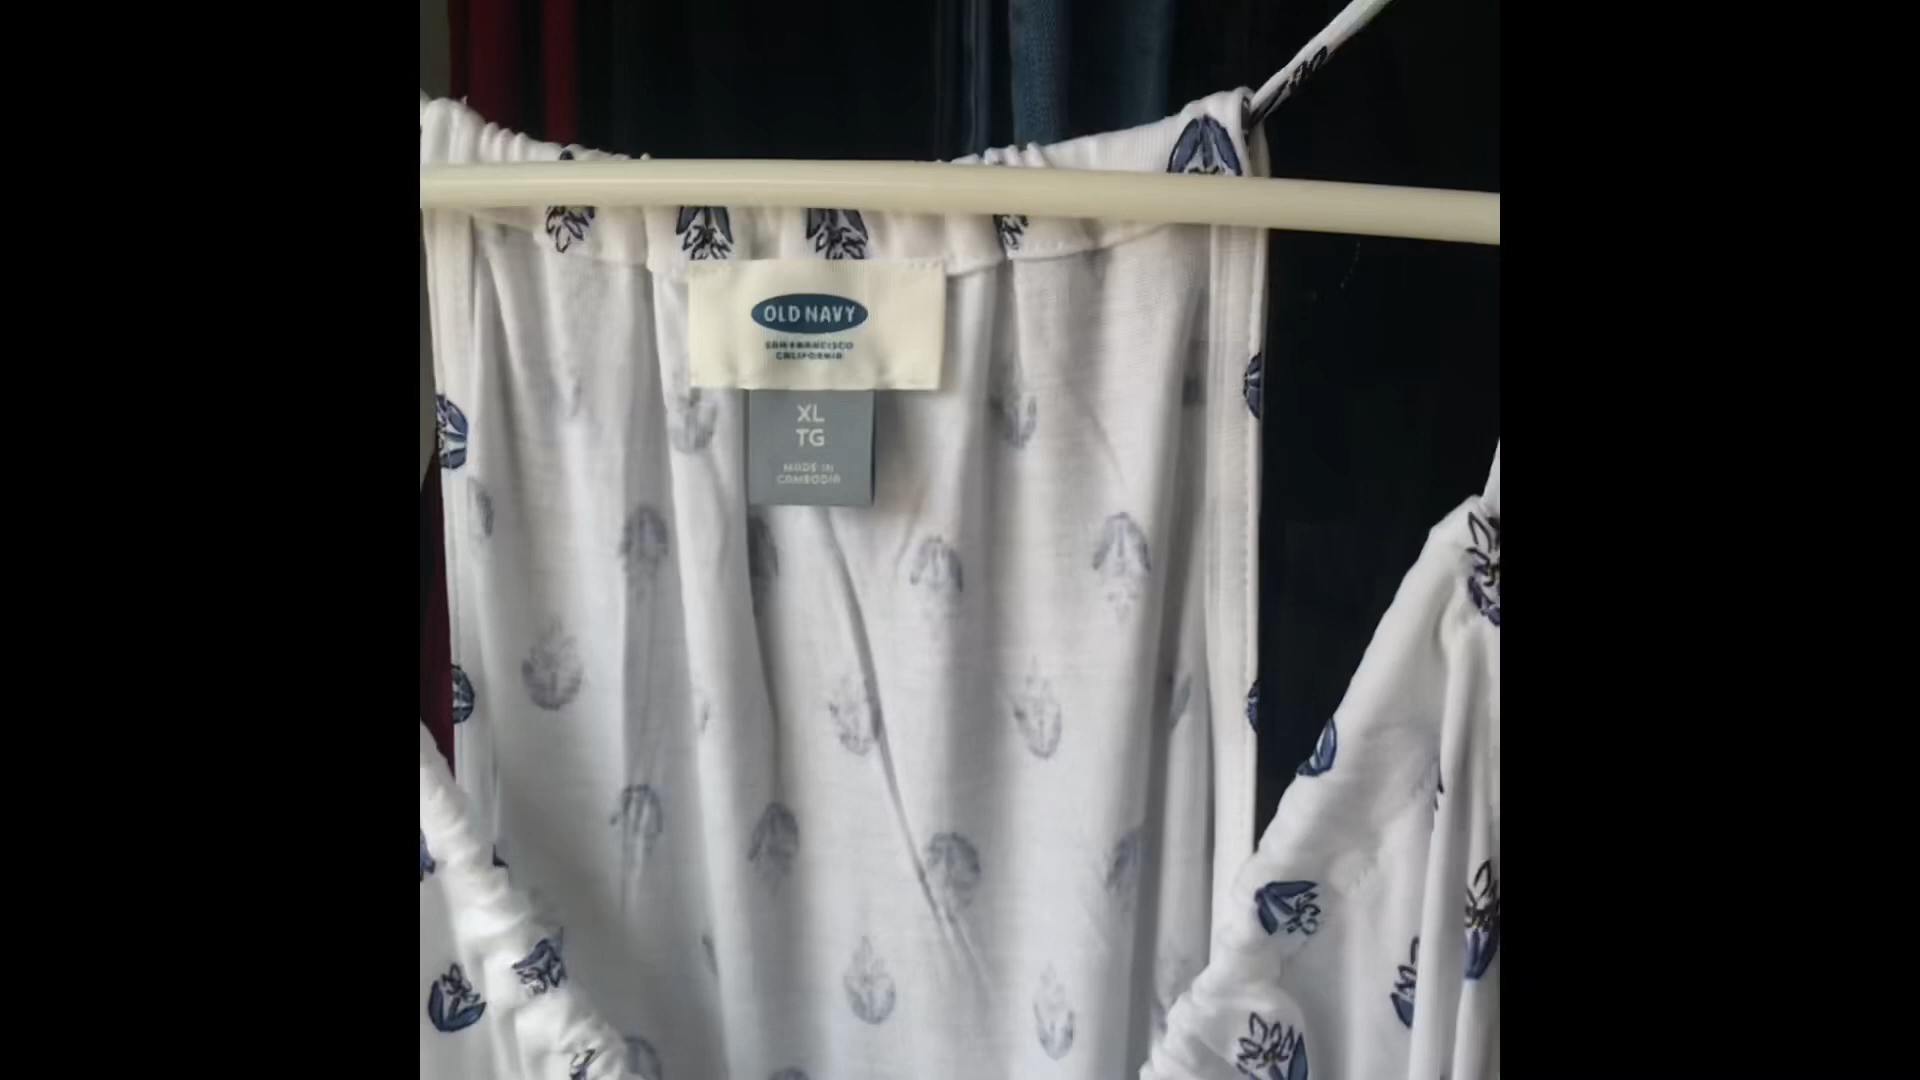 OLD NAVY
SAN FRANCISCO
CALIFORNIA
XL
TG
MADE IN
CAMBODIA